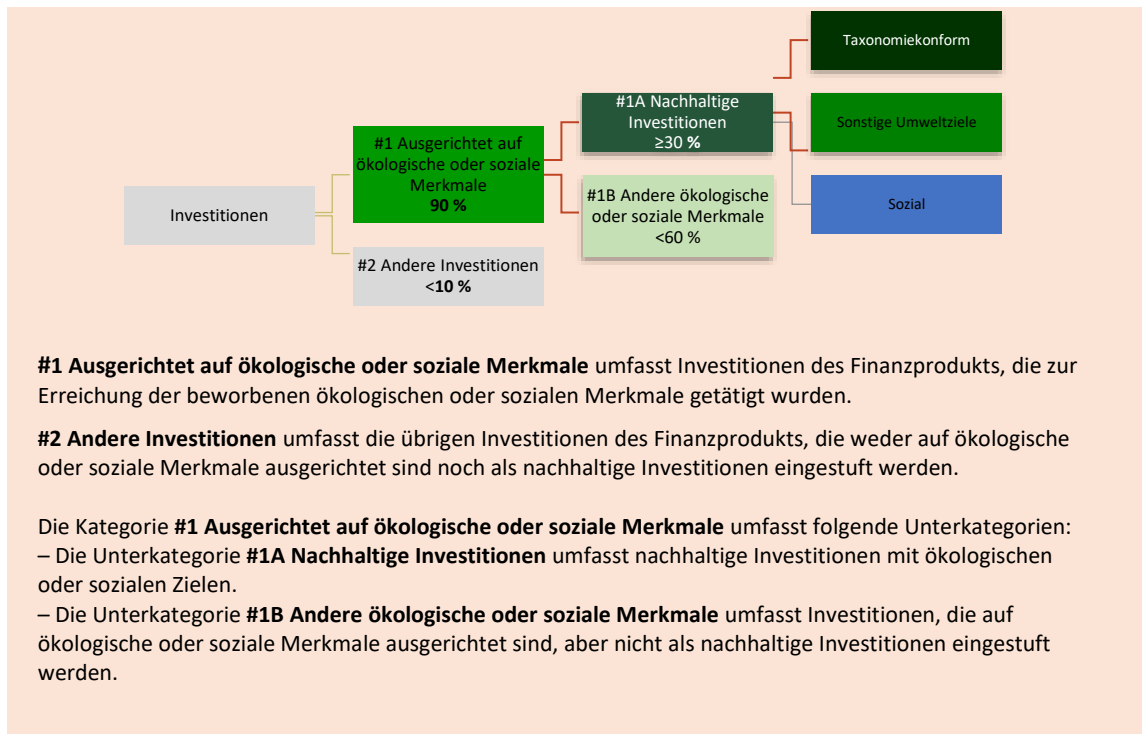 Investitionen
#1 Ausgerichtet auf
ökologische oder soziale
Merkmale
90 %
#2 Andere Investitionen
<10 %
#1A Nachhaltige
Investitionen
≥30 %
#1B Andere ökologische
oder soziale Merkmale
<60 %
Taxonomiekonform
Sonstige Umweltziele
Sozial
#1 Ausgerichtet auf ökologische oder soziale Merkmale umfasst Investitionen des Finanzprodukts, die zur
Erreichung der beworbenen ökologischen oder sozialen Merkmale getätigt wurden.
#2 Andere Investitionen umfasst die übrigen Investitionen des Finanzprodukts, die weder auf ökologische
oder soziale Merkmale ausgerichtet sind noch als nachhaltige Investitionen eingestuft werden.
Die Kategorie #1 Ausgerichtet auf ökologische oder soziale Merkmale umfasst folgende Unterkategorien:
– Die Unterkategorie #1A Nachhaltige Investitionen umfasst nachhaltige Investitionen mit ökologischen
oder sozialen Zielen.
– Die Unterkategorie #1B Andere ökologische oder soziale Merkmale umfasst Investitionen, die auf
ökologische oder soziale Merkmale ausgerichtet sind, aber nicht als nachhaltige Investitionen eingestuft
werden.